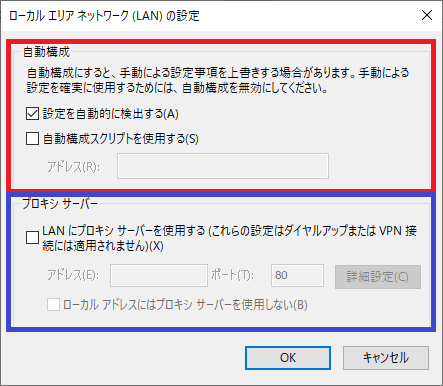 ローカル エリア ネットワーク (LAN) の設定
自動構成
自動構成にすると、手動による設定事項を上書きする場合があります。手動による
設定を確実に使用するためには、自動構成を無効にしてください。
設定を自動的に検出する(A)
自動構成スクリプトを使用する(S)
アドレス(R):
プロキシ サーバー
LAN にプロキシ サーバーを使用する (これらの設定はダイヤルアップまたは VPN 接
続には適用されません)(X)
アドレス(E): ポート(T): 80 詳細設定(C)
ローカル アドレスにはプロキシ サーバーを使用しない(B)
OK キャンセル